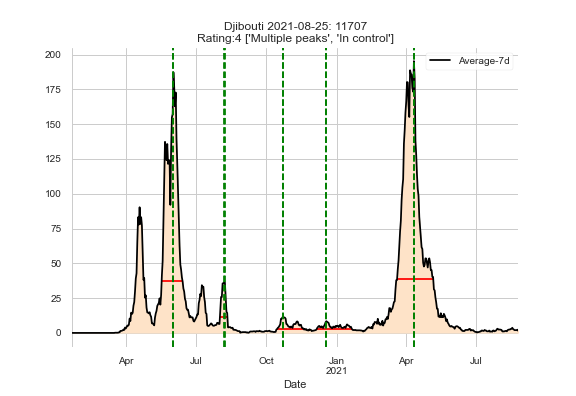 Djibouti 2021-08-25: 11707
Rating:4 ['Multiple peaks', 'In control']
Average-7d
200
175
150
125
100
75
50
25
0
Apr
Jul
Oct
Jan
2021
Apr
Jul
Date